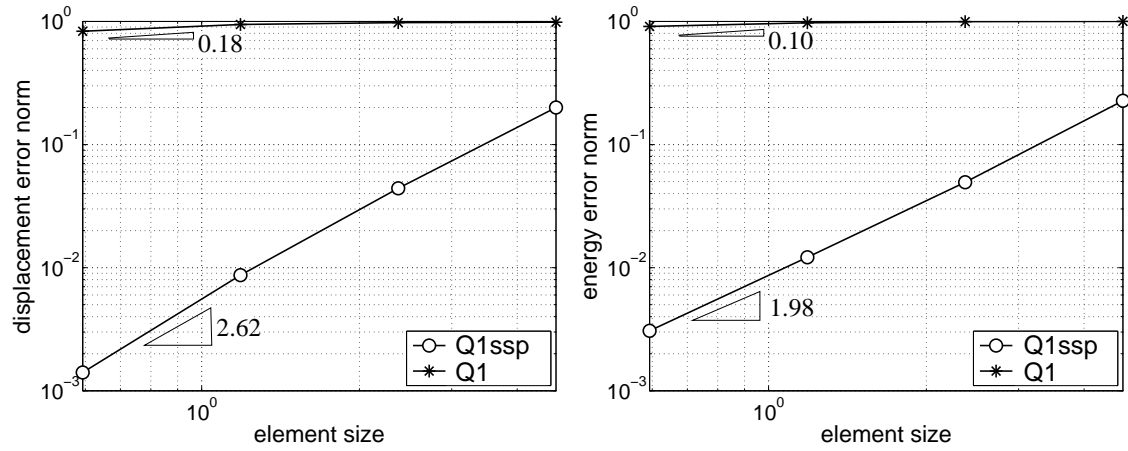 10^0
10^−1
10^−2
10^−3
displacement error norm
0.18
2.62
Q1ssp
Q1
10^0
element size
10^0
10^−1
10^−2
10^−3
energy error norm
0.10
1.98
Q1ssp
Q1
10^0
element size